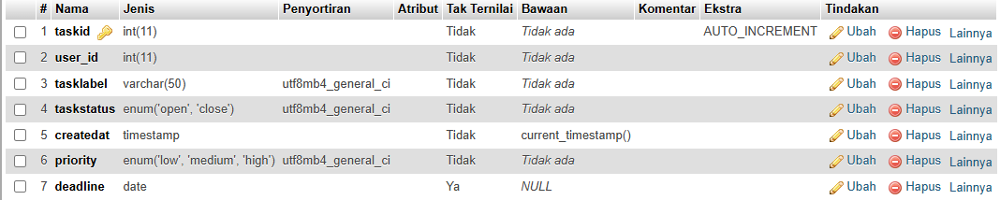 # Nama Jenis Penyortiran Atribut Tak Ternilai Bawaan Komentar Ekstra Tindakan
1 taskid int(11) Tidak Tidak ada AUTO_INCREMENT Ubah Hapus Lainnya
2 user_id int(11) Tidak Tidak ada Ubah Hapus Lainnya
3 tasklabel varchar(50) utf8mb4_general_ci Tidak Tidak ada Ubah Hapus Lainnya
4 taskstatus enum('open', 'close') utf8mb4_general_ci Tidak Tidak ada Ubah Hapus Lainnya
5 createdat timestamp Tidak current_timestamp() Ubah Hapus Lainnya
6 priority enum('low', 'medium', 'high') utf8mb4_general_ci Tidak Tidak ada Ubah Hapus Lainnya
7 deadline date Ya NULL Ubah Hapus Lainnya